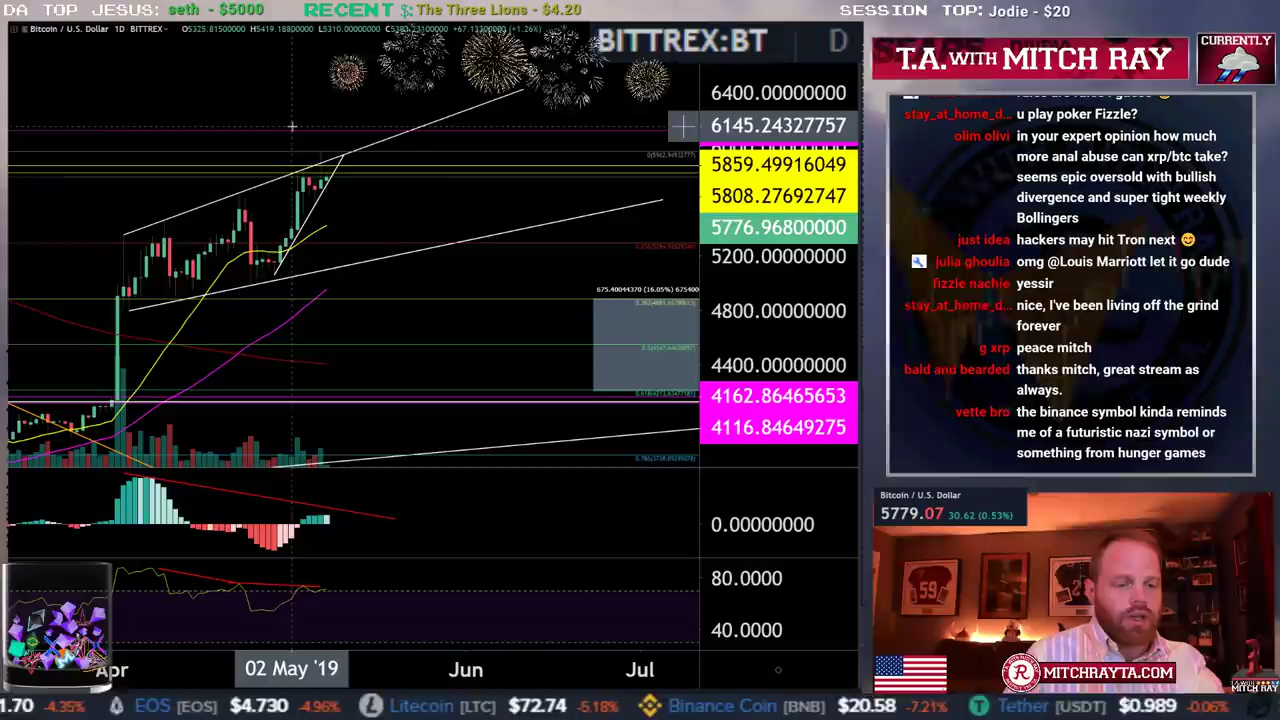 DA TOP JESUS: seth - $5000
RECENT $: The Three Lions - $4.20
SESSION TOP: Jodie - $20
Bitcoin / U.S. Dollar 1D BITTREX
BITTREX:BT D
6400.00000000
6145.24327757
5859.49916049
5808.27692747
5776.96800000
5200.00000000
675.40044370 (16.05%) 675400
4800.00000000
4400.00000000
4162.86465653
4116.84649275
0.00000000
80.0000
40.0000
Apr
02 May '19
Jun
Jul
T.A. WITH MITCH RAY
CURRENTLY
stay_at_home_d... u play poker Fizzle?
olim olivi in your expert opinion how much
more anal abuse can xrp/btc take?
seems epic oversold with bullish
divergence and super tight weekly
Bollingers
just idea hackers may hit Tron next
julia ghoulia omg @Louis Marriott let it go dude
fizzle nachie yessir
stay_at_home_d... nice, I've been living off the grind
forever
g xrp peace mitch
bald and bearded thanks mitch, great stream as
always.
vette bro the binance symbol kinda reminds
me of a futuristic nazi symbol or
something from hunger games
Bitcoin / U.S. Dollar
5779.07 30.62 (0.53%)
59
R MITCHRAYTA.COM
T.A. WITH
MITCH RAY
1.70 -4.35% EOS [EOS] $4.730 -4.96% Litecoin [LTC] $72.74 -5.18% Binance Coin [BNB] $20.58 -7.21% Tether [USDT] $0.989 -0.06%